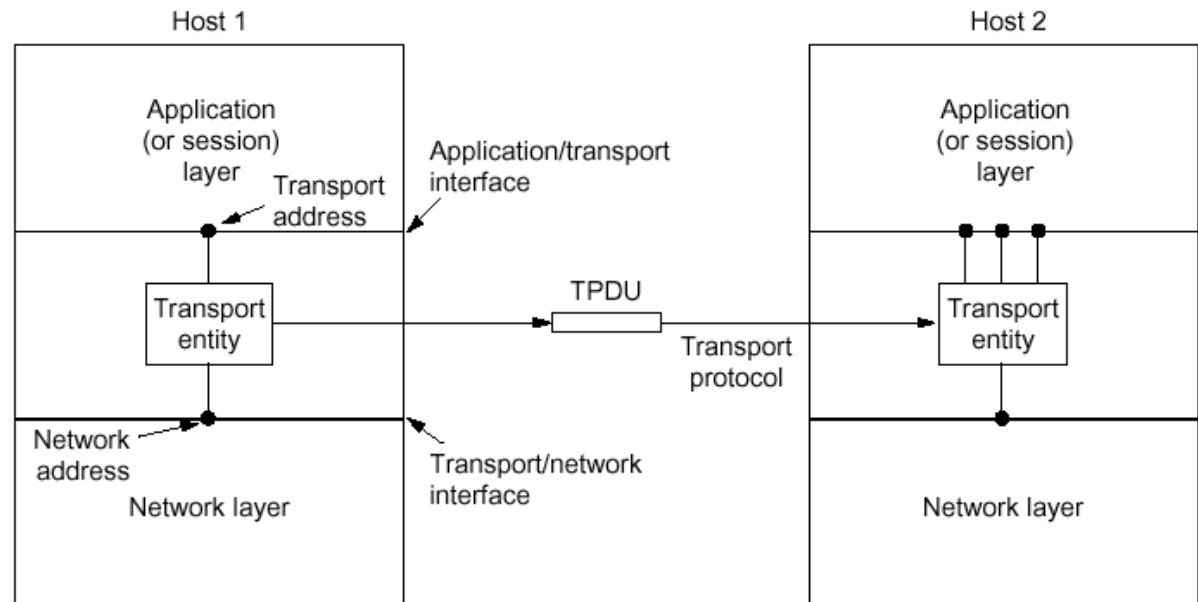 Host 1
Host 2
Application
(or session)
layer
Transport
address
Application/transport
interface
Application
(or session)
layer
Transport
entity
TPDU
Transport
protocol
Transport
entity
Network
address
Transport/network
interface
Network layer
Network layer